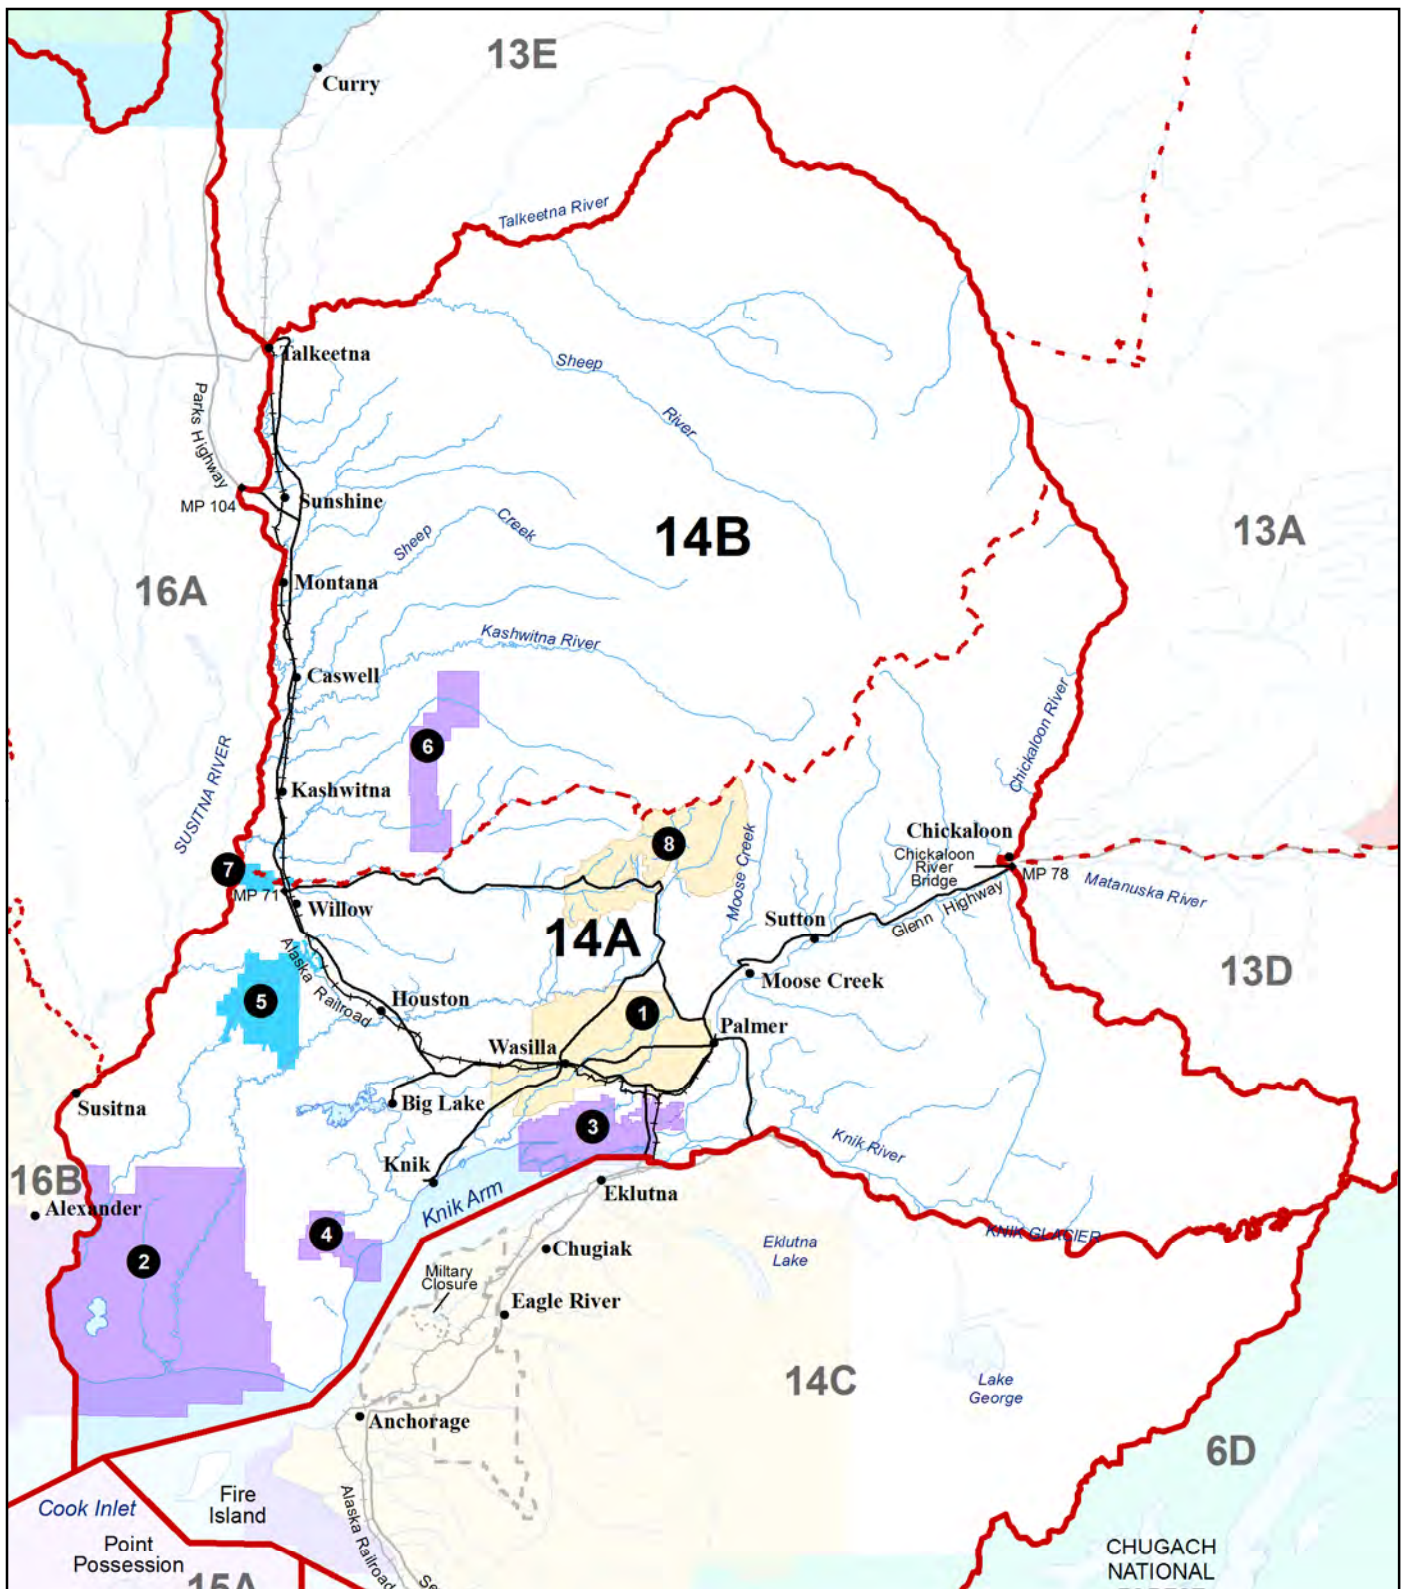 13E
Curry
Talkeetna River
Talkeetna
Sheep
River
Parks Highway
MP 104
Sunshine
Sheep
Creek
14B
13A
16A
Montana
Kashwitna River
Caswell
Chickaloon River
SUSITNA RIVER
6
Kashwitna
8
Moose Creek
Chickaloon
7
Chickaloon
River
Bridge
MP 78
MP 71
Willow
Matanuska River
Glenn Highway
Sutton
14A
Alaska Railroad
Moose Creek
13D
5
Houston
1
Palmer
Wasilla
Susitna
Big Lake
3
Knik River
16B
Knik
Eklutna
Alexander
Knik Arm
4
KNIK GLACIER
2
Chugiak
Eklutna
Lake
Miltary
Closure
Eagle River
14C
Lake
George
Anchorage
6D
Fire
Island
Cook Inlet
Alaska Railroad
Point
Possession
CHUGACH
NATIONAL
15A